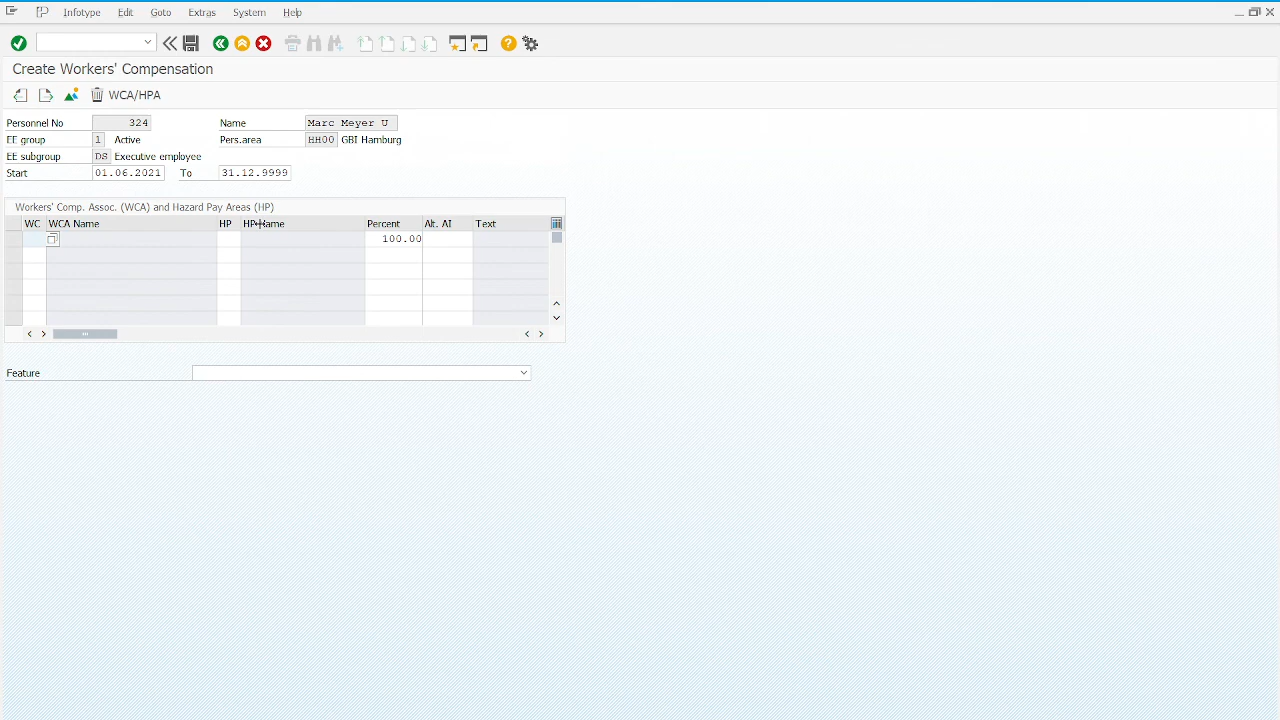 Infotype Edit Goto Extras System Help
Create Workers' Compensation
WCA/HPA
Personnel No 324 Name Marc Meyer U
EE group 1 Active Pers.area HH00 GBI Hamburg
EE subgroup DS Executive employee
Start 01.06.2021 To 31.12.9999
Workers' Comp. Assoc. (WCA) and Hazard Pay Areas (HP)
WC WCA Name HP HP Name Percent Alt. AI Text
100.00
Feature